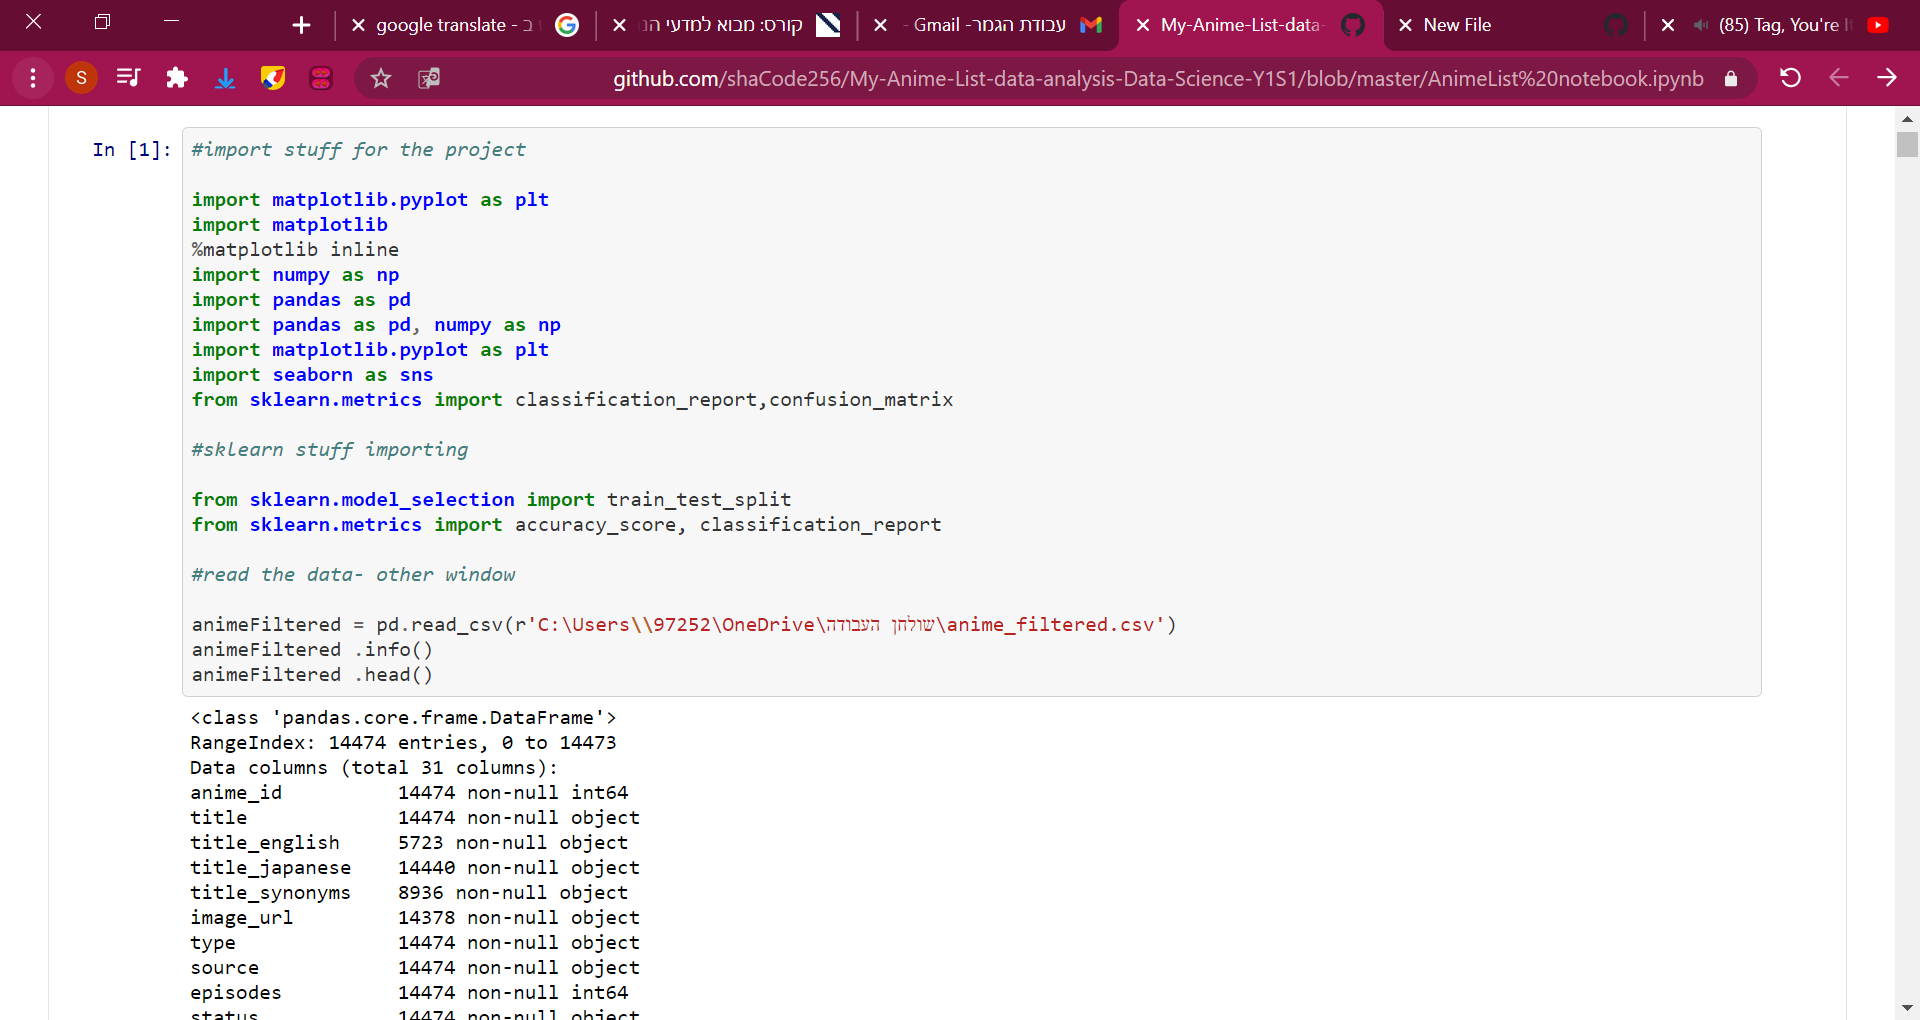 google translate - ב
קורס: מבוא למדעי הנ
עבודת הגמר - Gmail -
My-Anime-List-data-
New File
(85) Tag, You're It
S
github.com/shaCode256/My-Anime-List-data-analysis-Data-Science-Y1S1/blob/master/AnimeList%20notebook.ipynb
In [1]:
#import stuff for the project
import matplotlib.pyplot as plt
import matplotlib
%matplotlib inline
import numpy as np
import pandas as pd
import pandas as pd, numpy as np
import matplotlib.pyplot as plt
import seaborn as sns
from sklearn.metrics import classification_report,confusion_matrix
#sklearn stuff importing
from sklearn.model_selection import train_test_split
from sklearn.metrics import accuracy_score, classification_report
#read the data- other window
animeFiltered = pd.read_csv(r'C:\Users\\97252\OneDrive\שולחן העבודה\anime_filtered.csv')
animeFiltered .info()
animeFiltered .head()
<class 'pandas.core.frame.DataFrame'>
RangeIndex: 14474 entries, 0 to 14473
Data columns (total 31 columns):
anime_id 14474 non-null int64
title 14474 non-null object
title_english 5723 non-null object
title_japanese 14440 non-null object
title_synonyms 8936 non-null object
image_url 14378 non-null object
type 14474 non-null object
source 14474 non-null object
episodes 14474 non-null int64
status 14474 non-null object